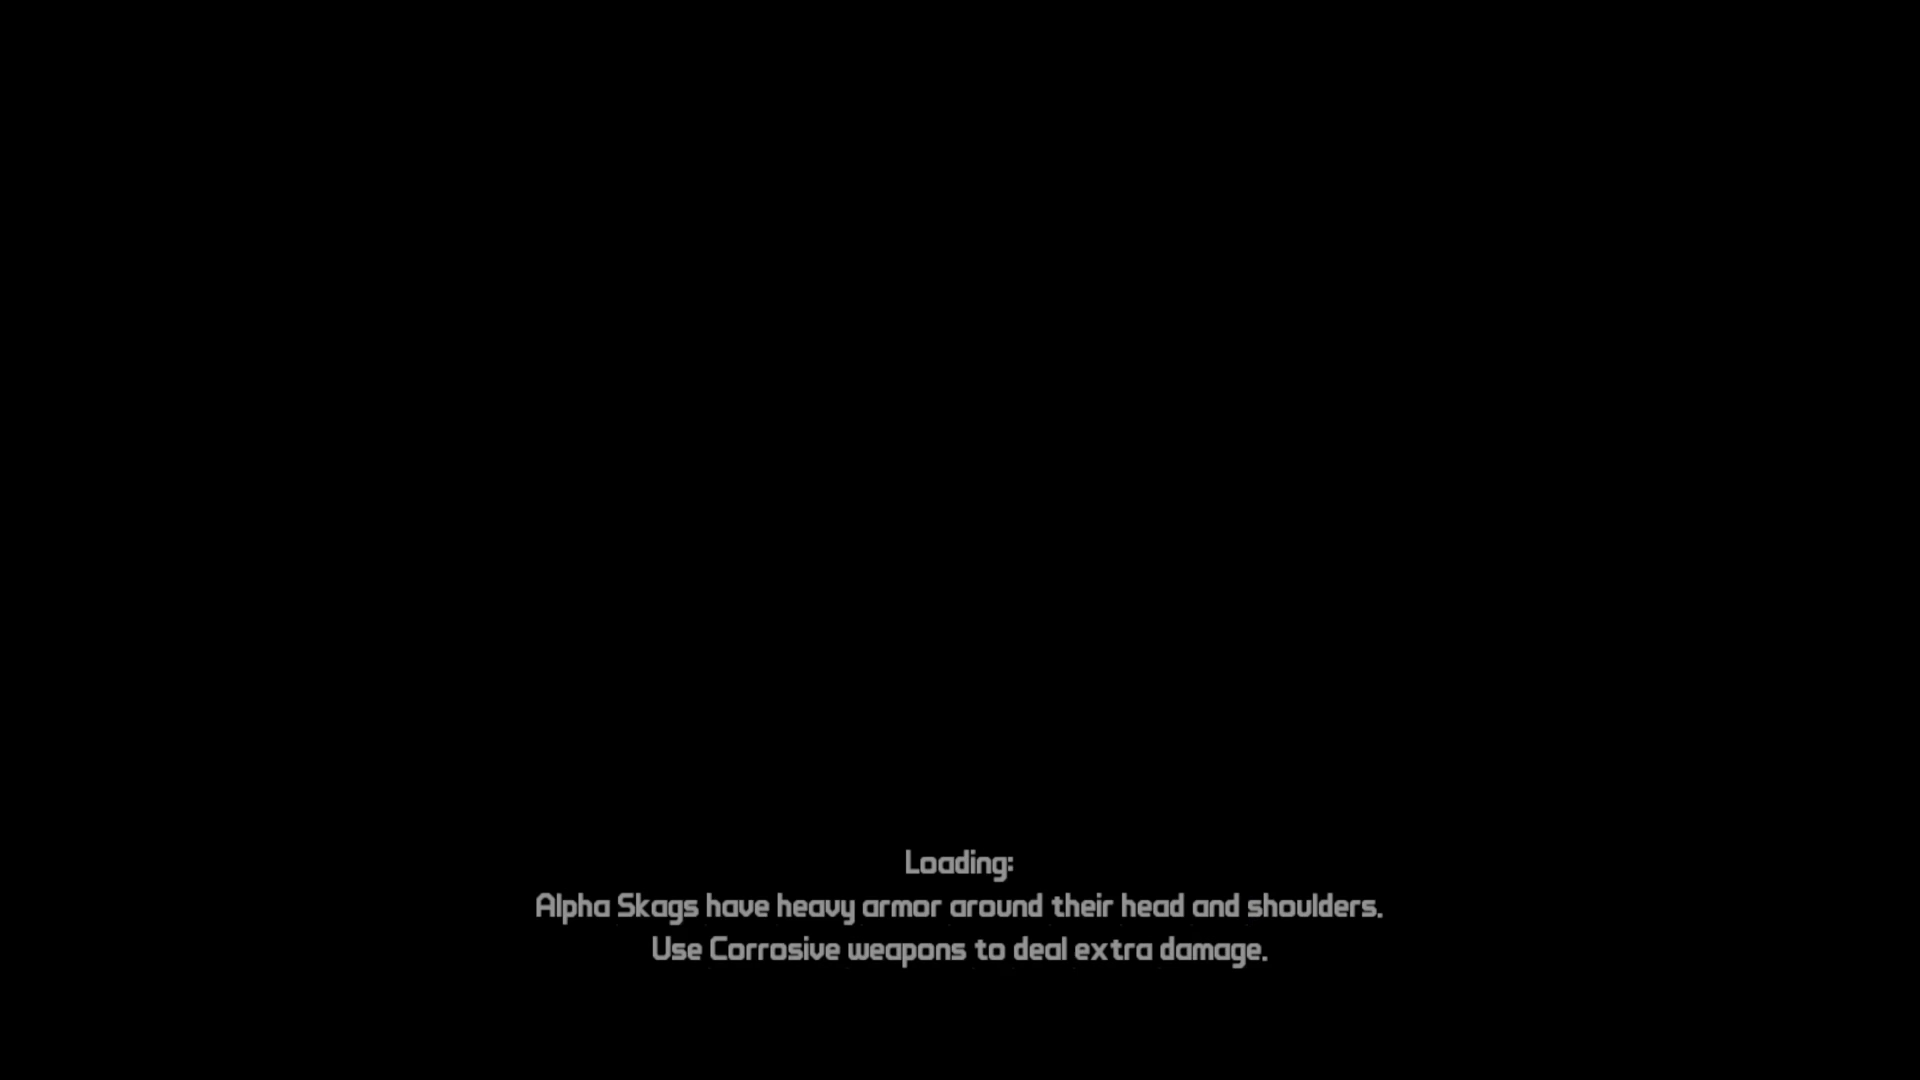 Loading:
Alpha Skags have heavy armor around their head and shoulders.
Use Corrosive weapons to deal extra damage.